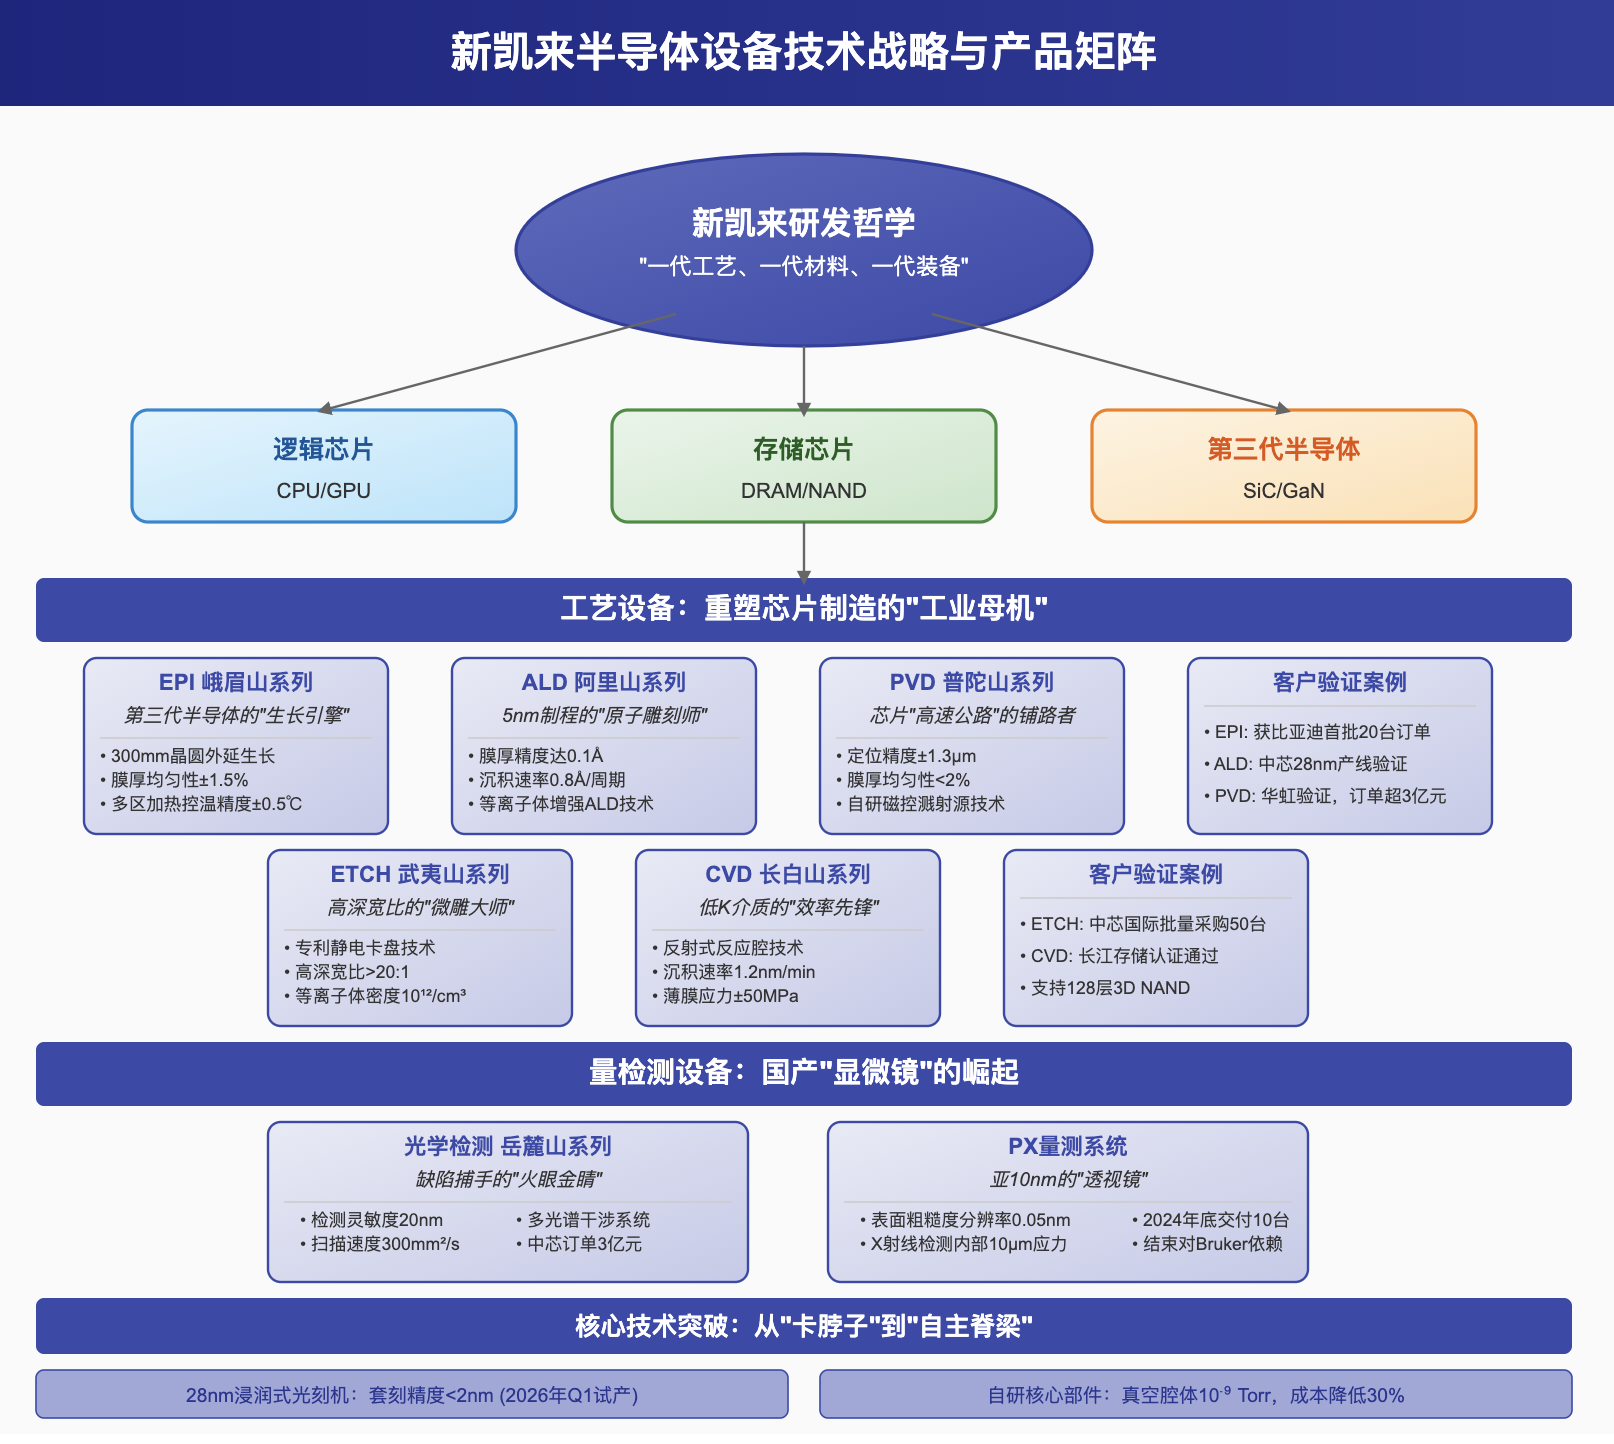 新凯来半导体设备技术战略与产品矩阵
新凯来研发哲学
"一代工艺、一代材料、一代装备"
逻辑芯片
CPU/GPU
存储芯片
DRAM/NAND
第三代半导体
SiC/GaN
工艺设备：重塑芯片制造的"工业母机"
EPI 峨眉山系列
第三代半导体的"生长引擎"
• 300mm晶圆外延生长
• 膜厚均匀性±1.5%
• 多区加热控温精度±0.5℃
ALD 阿里山系列
5nm制程的"原子雕刻师"
• 膜厚精度达0.1Å
• 沉积速率0.8Å/周期
• 等离子体增强ALD技术
PVD 普陀山系列
芯片"高速公路"的铺路者
• 定位精度±1.3μm
• 膜厚均匀性<2%
• 自研磁控溅射源技术
客户验证案例
• EPI: 获比亚迪首批20台订单
• ALD: 中芯28nm产线验证
• PVD: 华虹验证，订单超3亿元
ETCH 武夷山系列
高深宽比的"微雕大师"
• 专利静电卡盘技术
• 高深宽比>20:1
• 等离子体密度10¹²/cm³
CVD 长白山系列
低K介质的"效率先锋"
• 反射式反应腔技术
• 沉积速率1.2nm/min
• 薄膜应力±50MPa
客户验证案例
• ETCH: 中芯国际批量采购50台
• CVD: 长江存储认证通过
• 支持128层3D NAND
量检测设备：国产"显微镜"的崛起
光学检测 岳麓山系列
缺陷捕手的"火眼金睛"
• 检测灵敏度20nm
• 扫描速度300mm²/s
• 多光谱干涉系统
• 中芯订单3亿元
PX量测系统
亚10nm的"透视镜"
• 表面粗糙度分辨率0.05nm
• X射线检测内部10μm应力
• 2024年底交付10台
• 结束对Bruker依赖
核心技术突破：从"卡脖子"到"自主脊梁"
28nm浸润式光刻机：套刻精度<2nm (2026年Q1试产)
自研核心部件：真空腔体10⁻⁹ Torr，成本降低30%